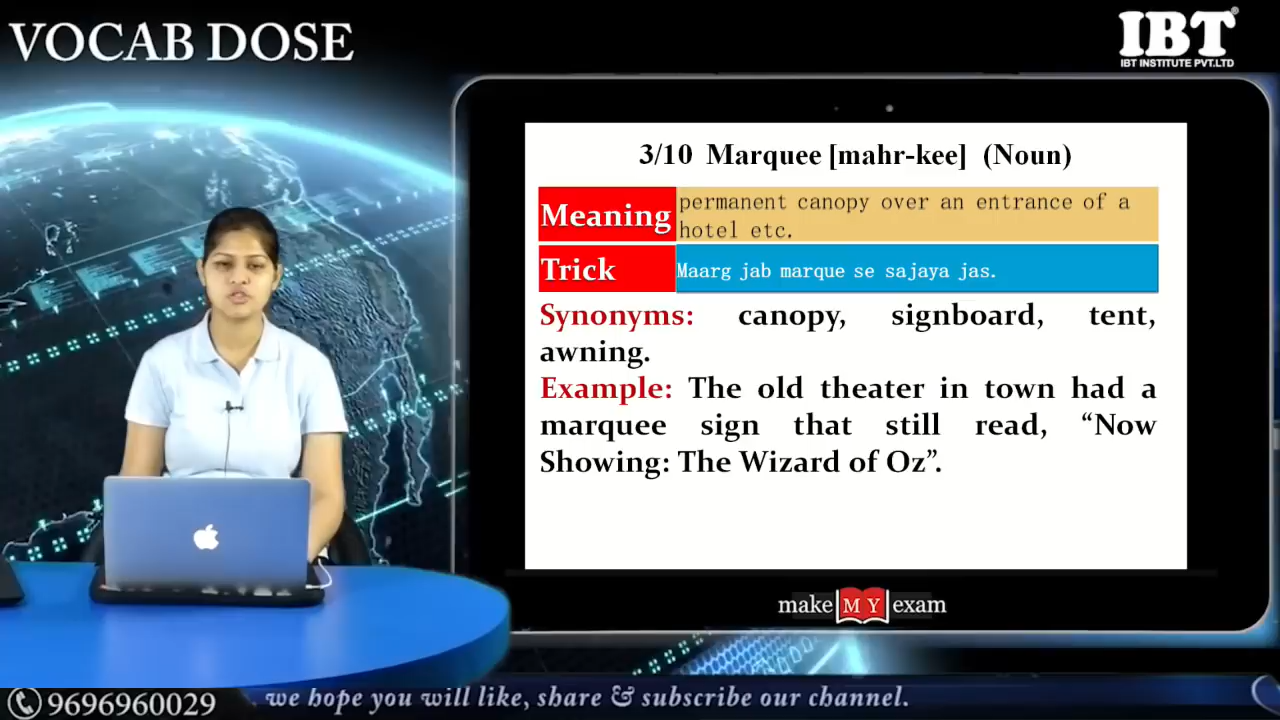 VOCAB DOSE
IBT®
IBT INSTITUTE PVT.LTD
3/10 Marquee [mahr-kee] (Noun)
Meaning
permanent canopy over an entrance of a
hotel etc.
Trick
Maarg jab marque se sajaya jas.
Synonyms: canopy, signboard, tent,
awning.
Example: The old theater in town had a
marquee sign that still read, “Now
Showing: The Wizard of Oz”.
make MY exam
9696960029
we hope you will like, share & subscribe our channel.